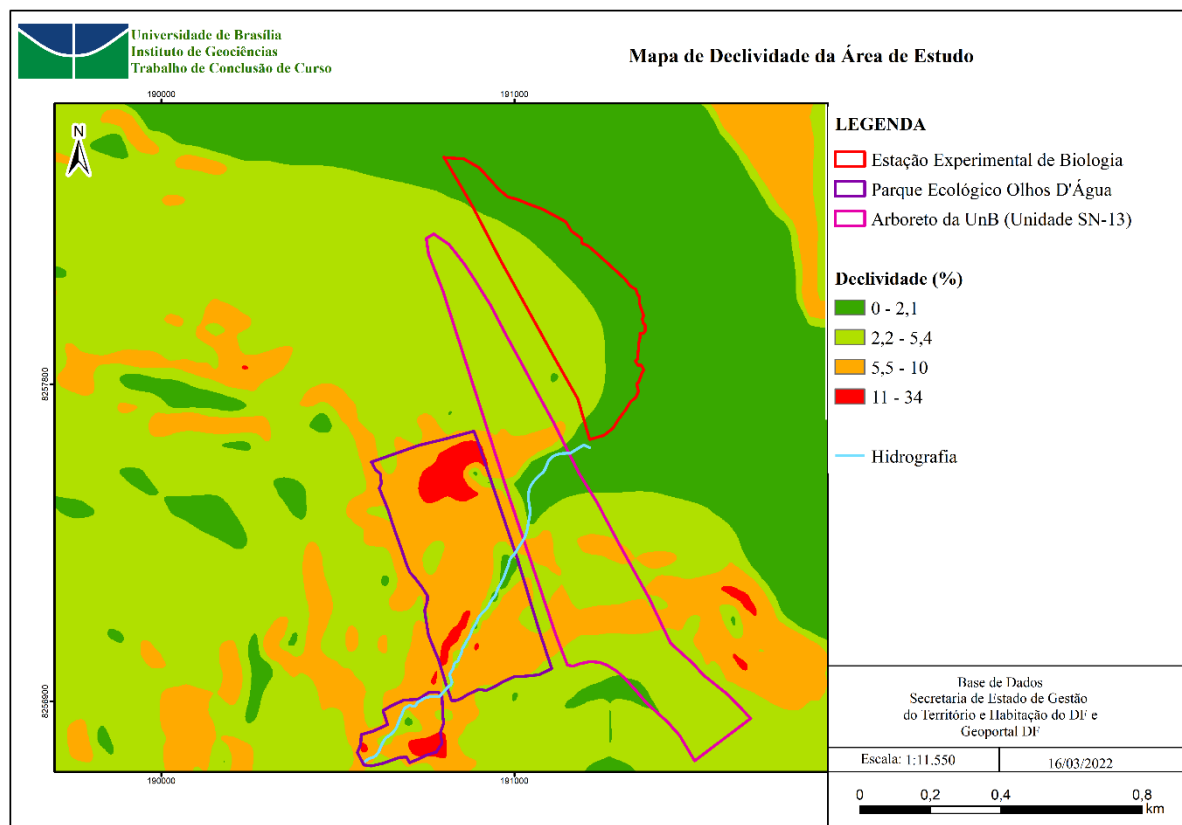 Universidade de Brasília
Instituto de Geociências
Trabalho de Conclusão de Curso
Mapa de Declividade da Área de Estudo
190000
191000
N
8257800
8256900
190000
191000
LEGENDA
Estação Experimental de Biologia
Parque Ecológico Olhos D'Água
Arboreto da UnB (Unidade SN-13)
Declividade (%)
0 - 2,1
2,2 - 5,4
5,5 - 10
11 - 34
Hidrografia
Base de Dados
Secretaria de Estado de Gestão
do Território e Habitação do DF e
Geoportal DF
Escala: 1:11.550
16/03/2022
0 0,2 0,4 0,8
km